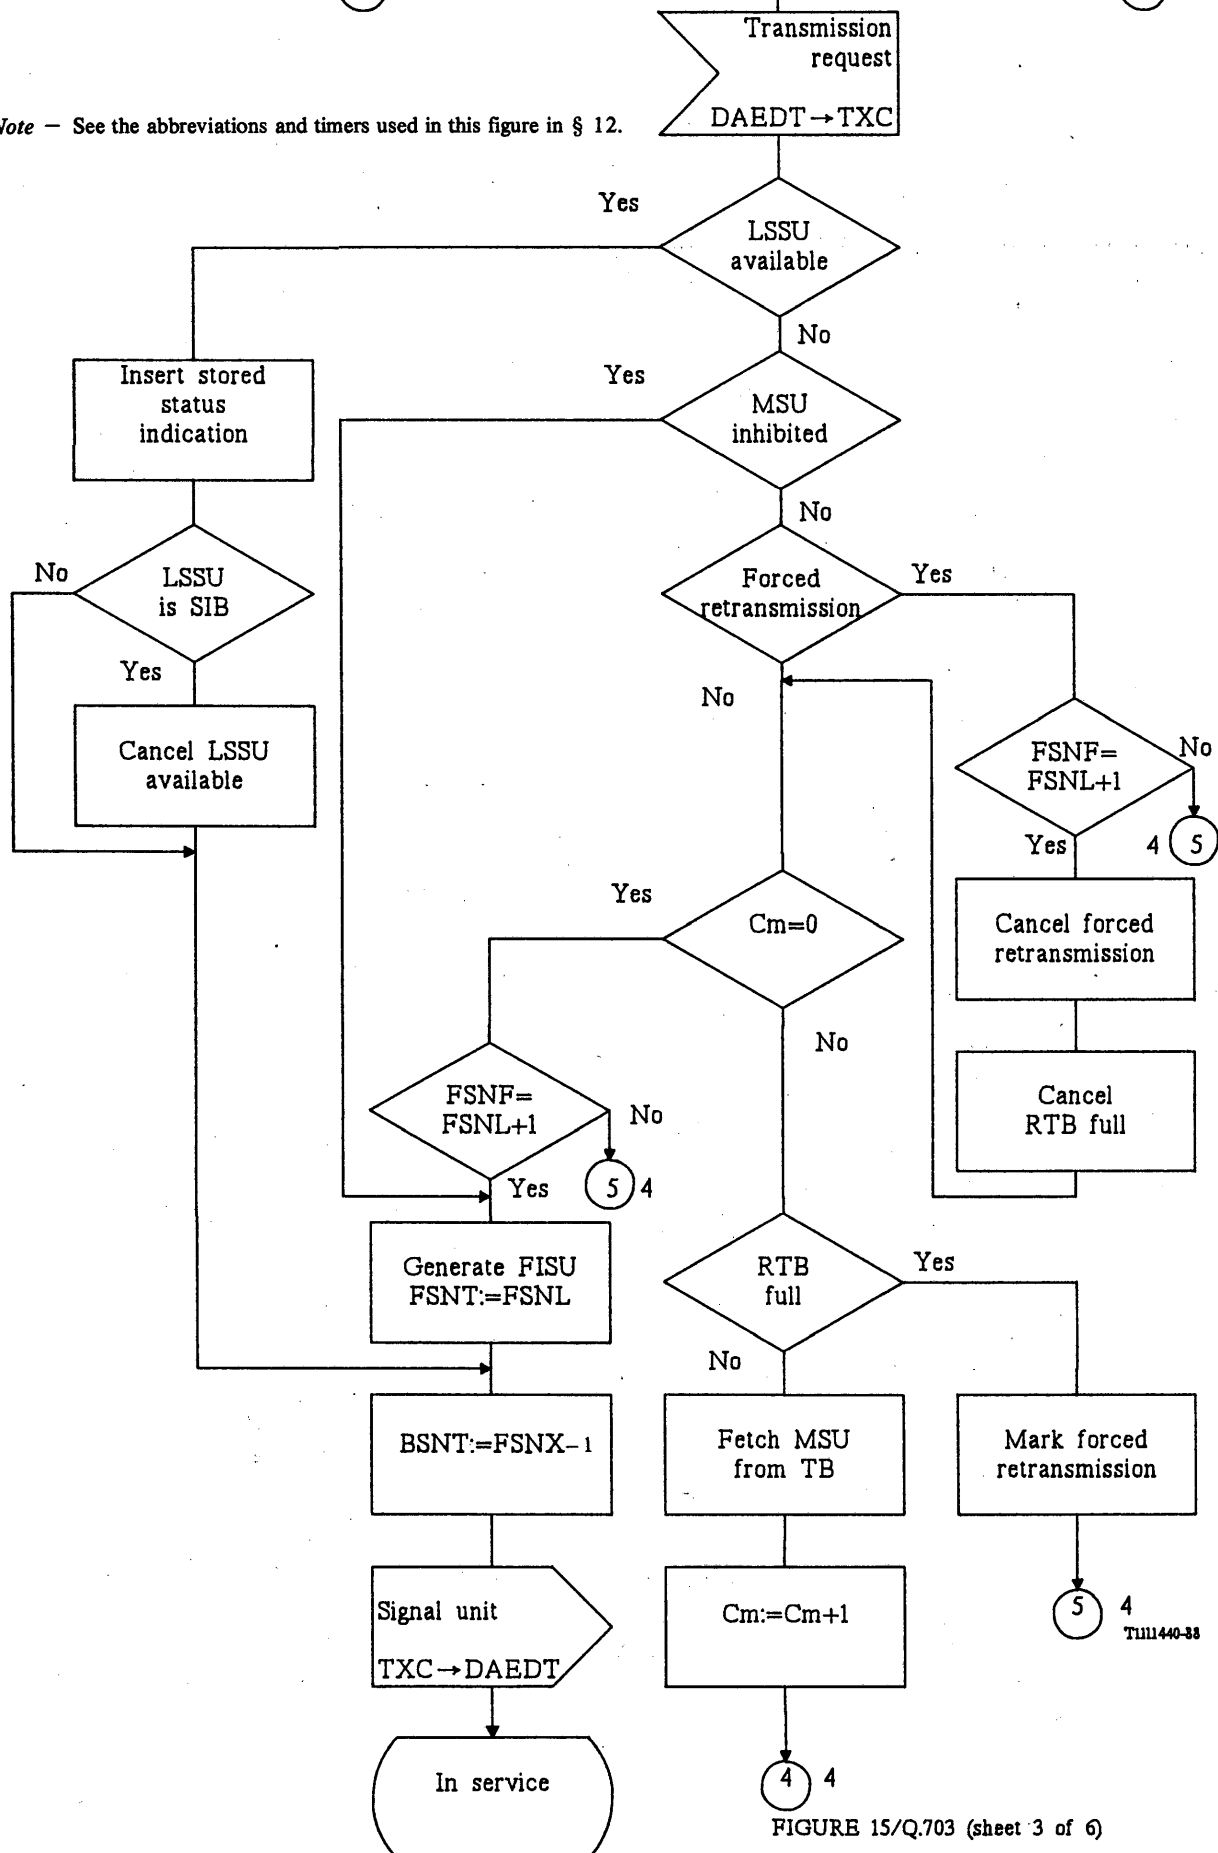 Transmission
request
DAEDT→TXC
Note — See the abbreviations and timers used in this figure in § 12.
Yes
LSSU
available
No
Insert stored
status
indication
Yes
MSU
inhibited
No
No
LSSU
is SIB
Yes
Forced
retransmission
Yes
No
Cancel LSSU
available
FSNF=
FSNL+1
No
4
5
Yes
Yes
Cm=0
No
Cancel forced
retransmission
FSNF=
FSNL+1
No
5
4
Yes
Cancel
RTB full
Generate FISU
FSNT:=FSNL
RTB
full
Yes
No
BSNT:=FSNX-1
Fetch MSU
from TB
Mark forced
retransmission
Signal unit
TXC→DAEDT
Cm:=Cm+1
5
4
T1111440-88
In service
4
4
FIGURE 15/Q.703 (sheet 3 of 6)